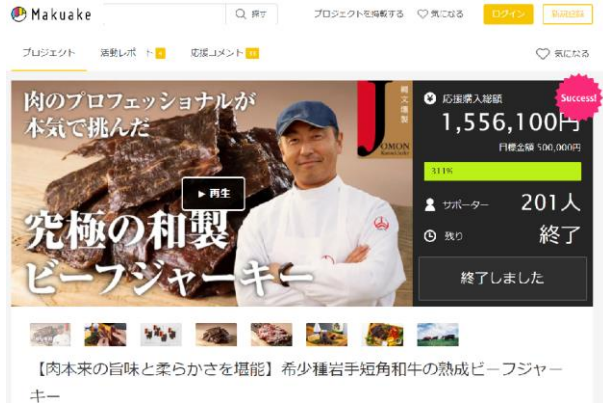 Makuake
探す
プロジェクトを掲載する
気になる
ログイン
新規登録
プロジェクト
活動レポート
応援コメント
気になる
肉のプロフェッショナルが
本気で挑んだ
究極の和製
ビーフジャーキー
再生
JOMON
応援購入総額
Success!
1,556,100円
目標金額 500,000円
311%
サポーター
201人
残り
終了
終了しました
【肉本来の旨味と柔らかさを堪能】希少種岩手短角和牛の熟成ビーフジャー
キー